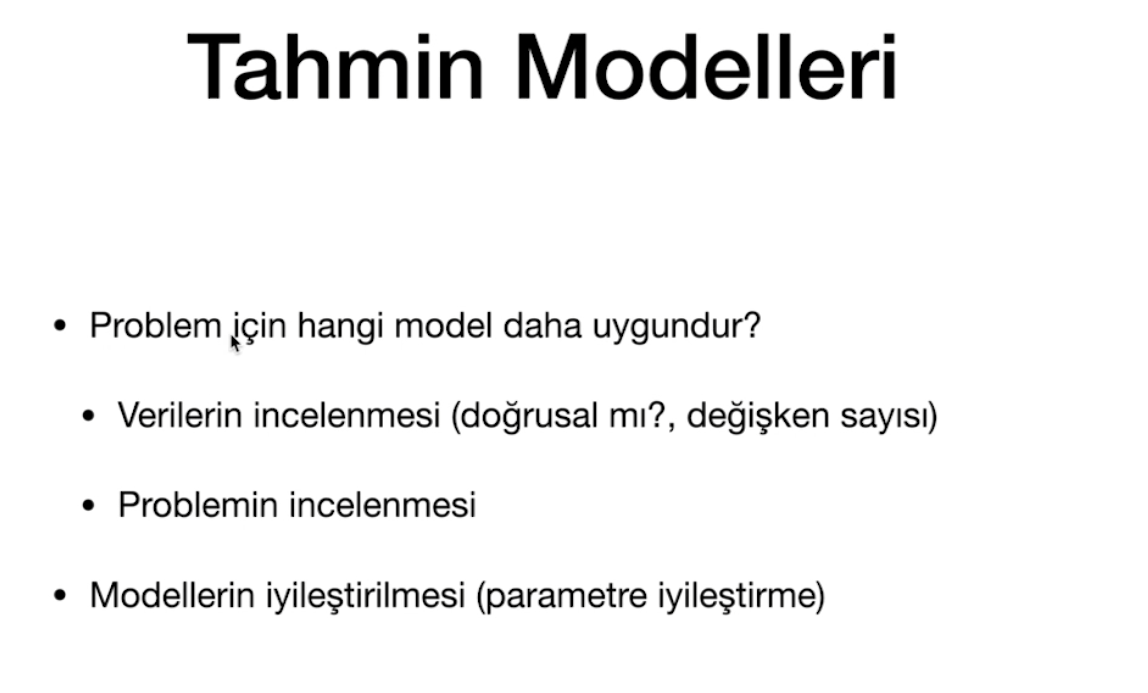 Tahmin Modelleri
• Problem için hangi model daha uygundur?
• Verilerin incelenmesi (doğrusal mı?, değişken sayısı)
• Problemin incelenmesi
• Modellerin iyileştirilmesi (parametre iyileştirme)